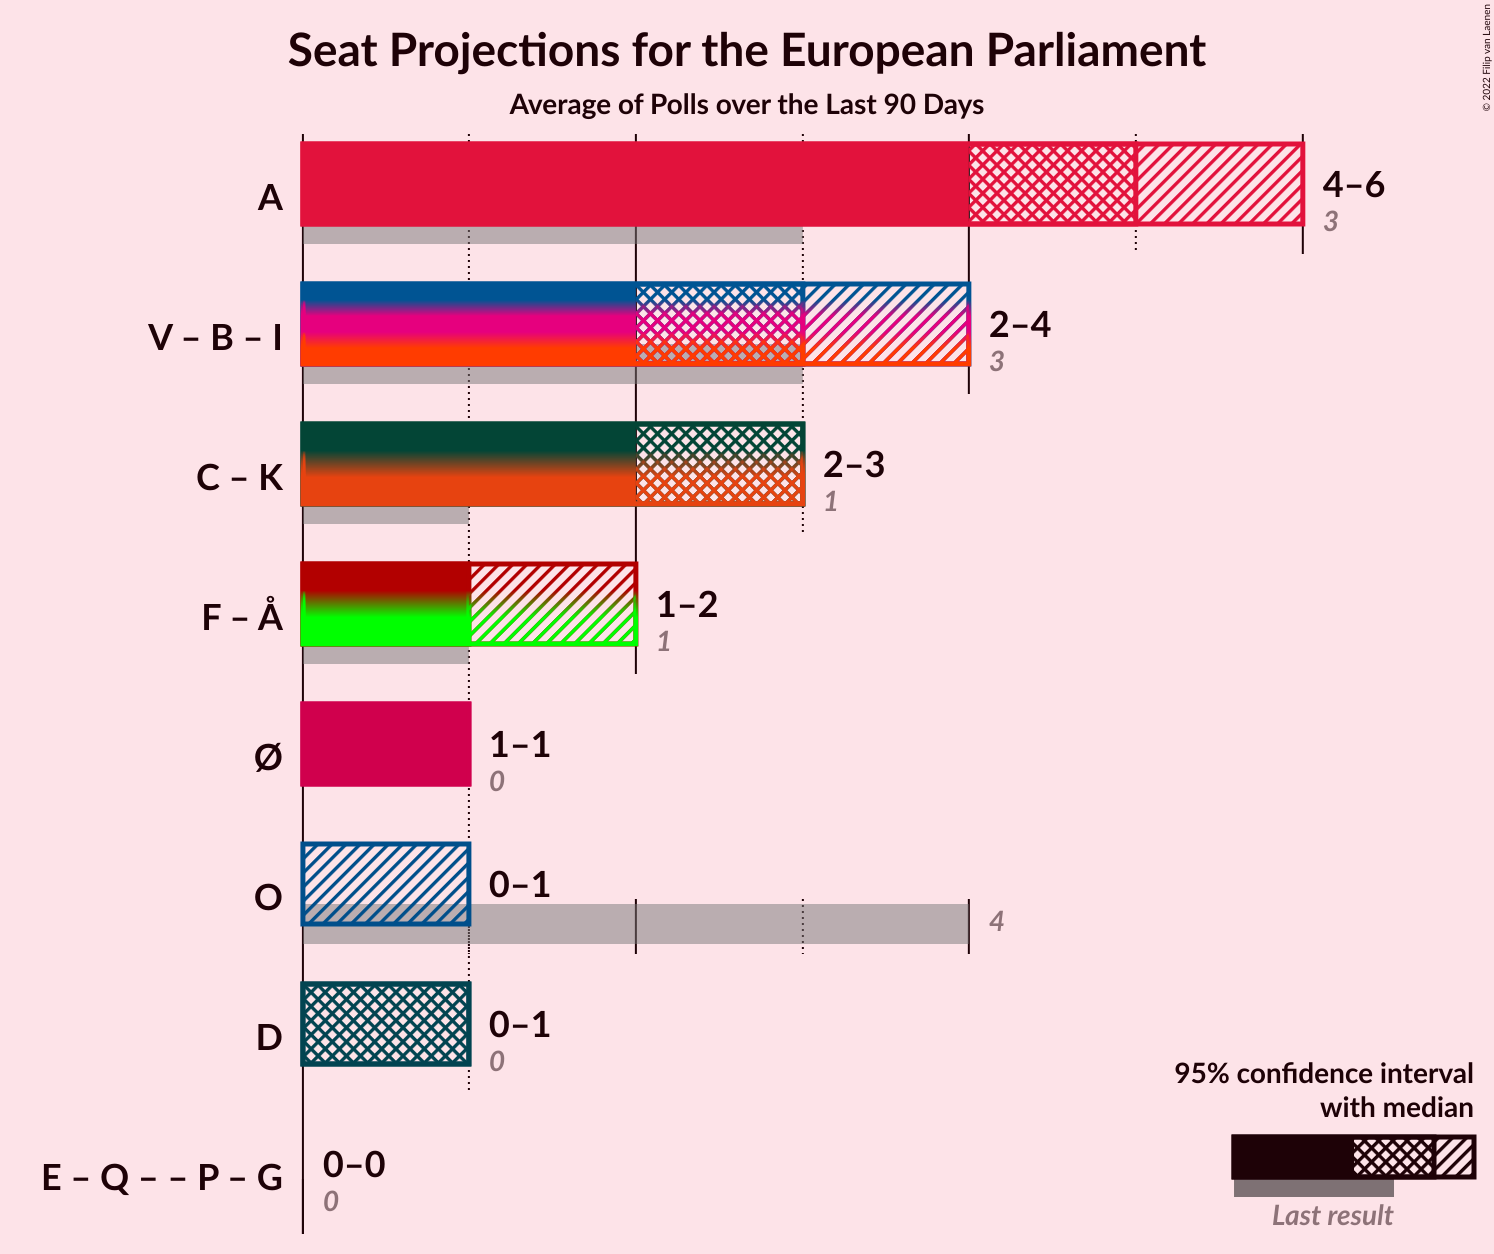 Seat Projections for the European Parliament
Average of Polls over the Last 90 Days
© 2022 Filip van Laenen
A
4–6
3
V – B – I
2–4
3
C – K
2–3
1
F – Å
1–2
1
Ø
1–1
0
O
0–1
4
D
0–1
0
E – Q – – P – G
0–0
0
95% confidence interval
with median
Last result